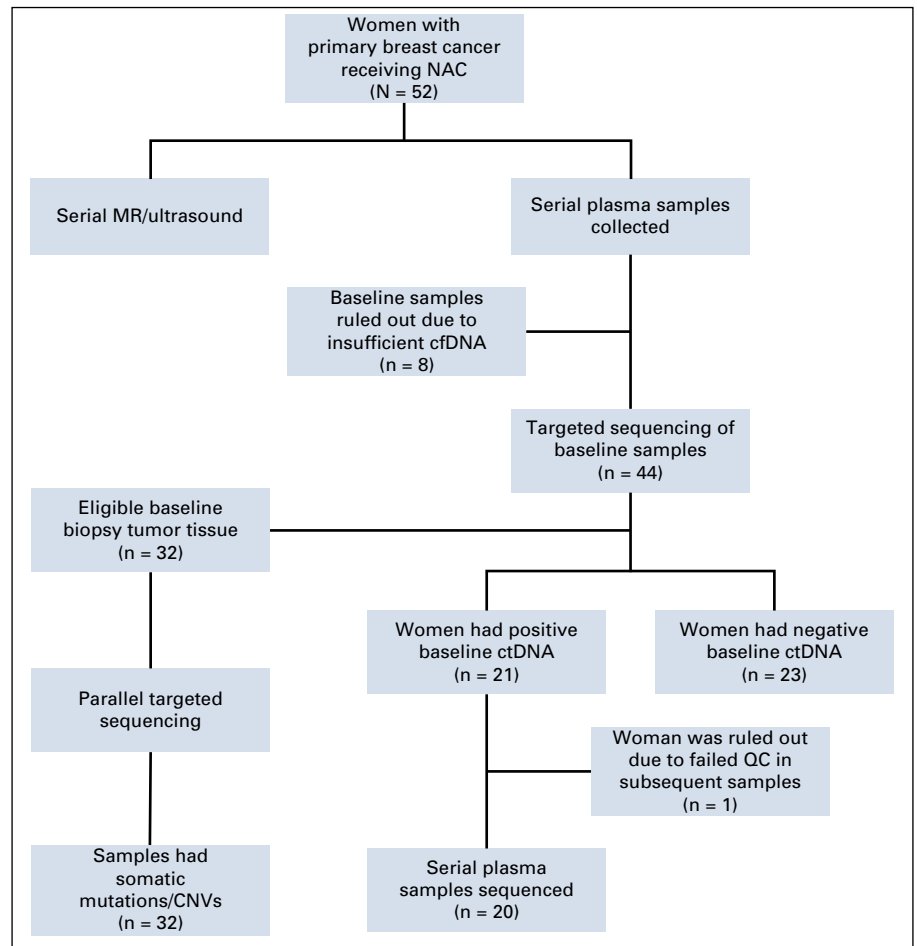 Women with
primary breast cancer
receiving NAC
(N = 52)
Serial MR/ultrasound
Serial plasma samples
collected
Baseline samples
ruled out due to
insufficient cfDNA
(n = 8)
Targeted sequencing of
baseline samples
(n = 44)
Eligible baseline
biopsy tumor tissue
(n = 32)
Women had positive
baseline ctDNA
(n = 21)
Women had negative
baseline ctDNA
(n = 23)
Parallel targeted
sequencing
Woman was ruled out
due to failed QC in
subsequent samples
(n = 1)
Samples had
somatic
mutations/CNVs
(n = 32)
Serial plasma
samples sequenced
(n = 20)